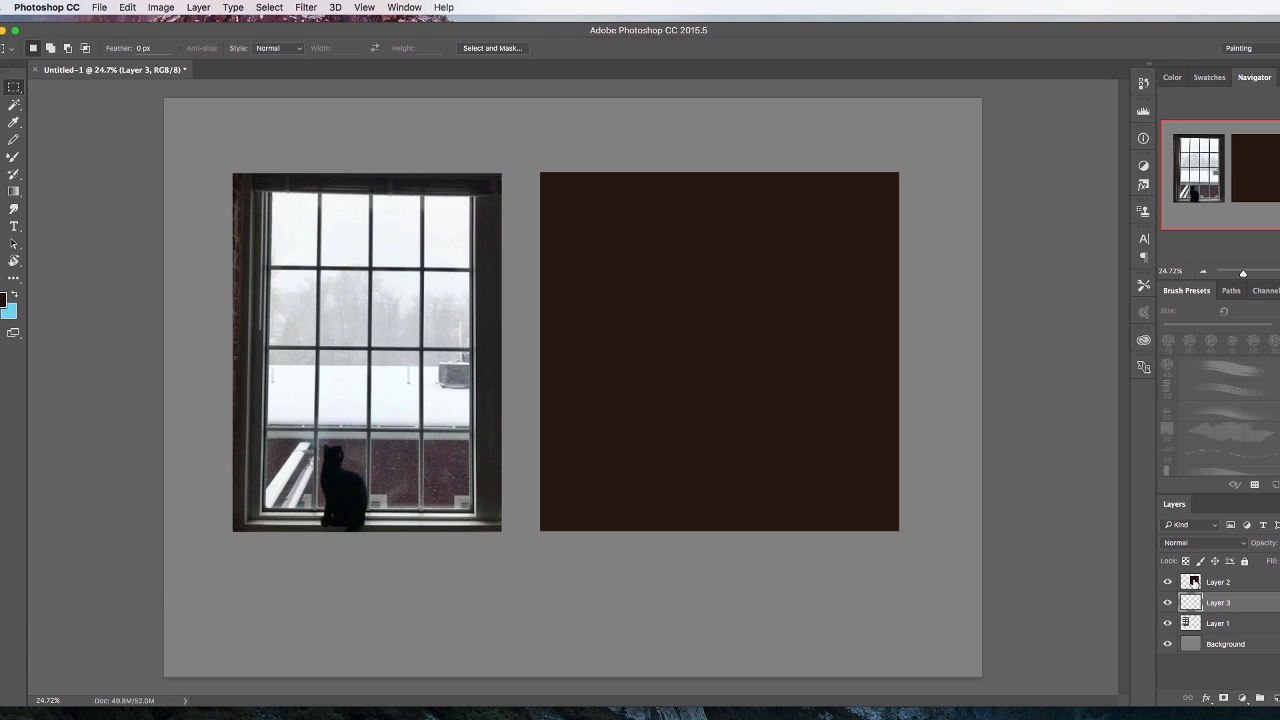 Photoshop CC File Edit Image Layer Type Select Filter 3D View Window Help
Adobe Photoshop CC 2015.5
Feather: 0 px Anti-alias Style: Normal Width: Height: Select and Mask... Painting
× Untitled-1 @ 24.7% (Layer 3, RGB/8) *
Color Swatches Navigator
24.72%
Brush Presets Paths Channel
Size:
Layers
Kind
Normal Opacity:
Lock: Fill:
Layer 2
Layer 3
Layer 1
Background
24.72% Doc: 49.8M/52.0M